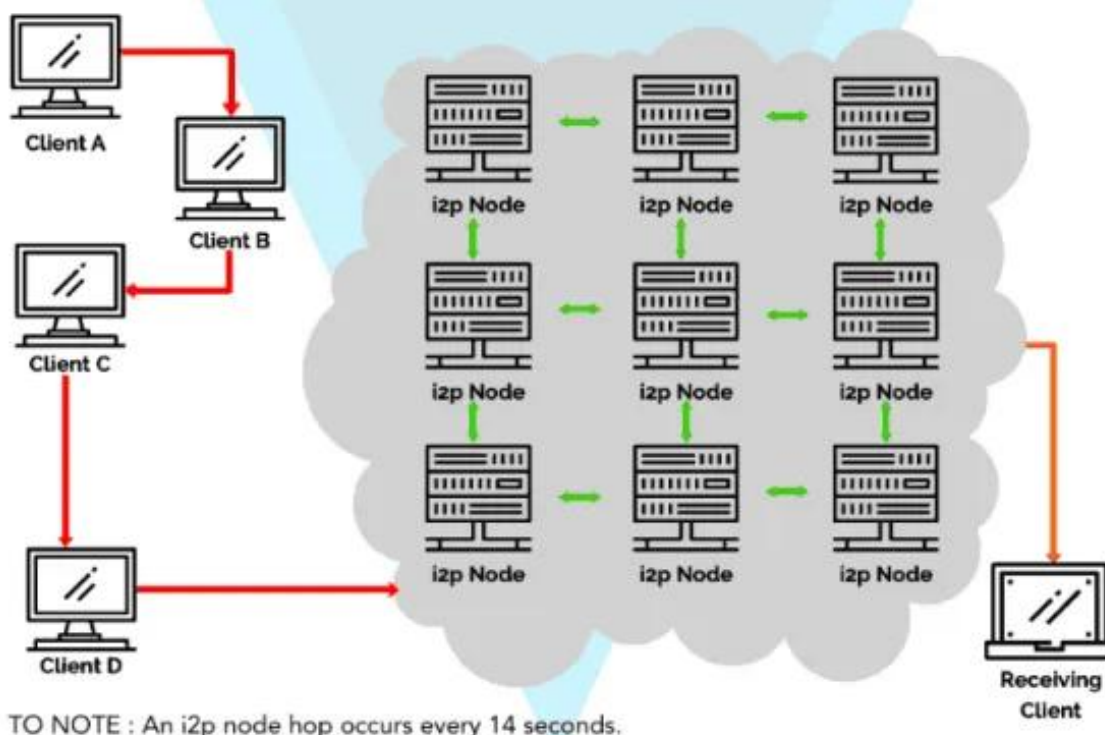 Client A
Client B
Client C
Client D
i2p Node
i2p Node
i2p Node
i2p Node
i2p Node
i2p Node
i2p Node
i2p Node
i2p Node
Receiving
Client
TO NOTE : An i2p node hop occurs every 14 seconds.